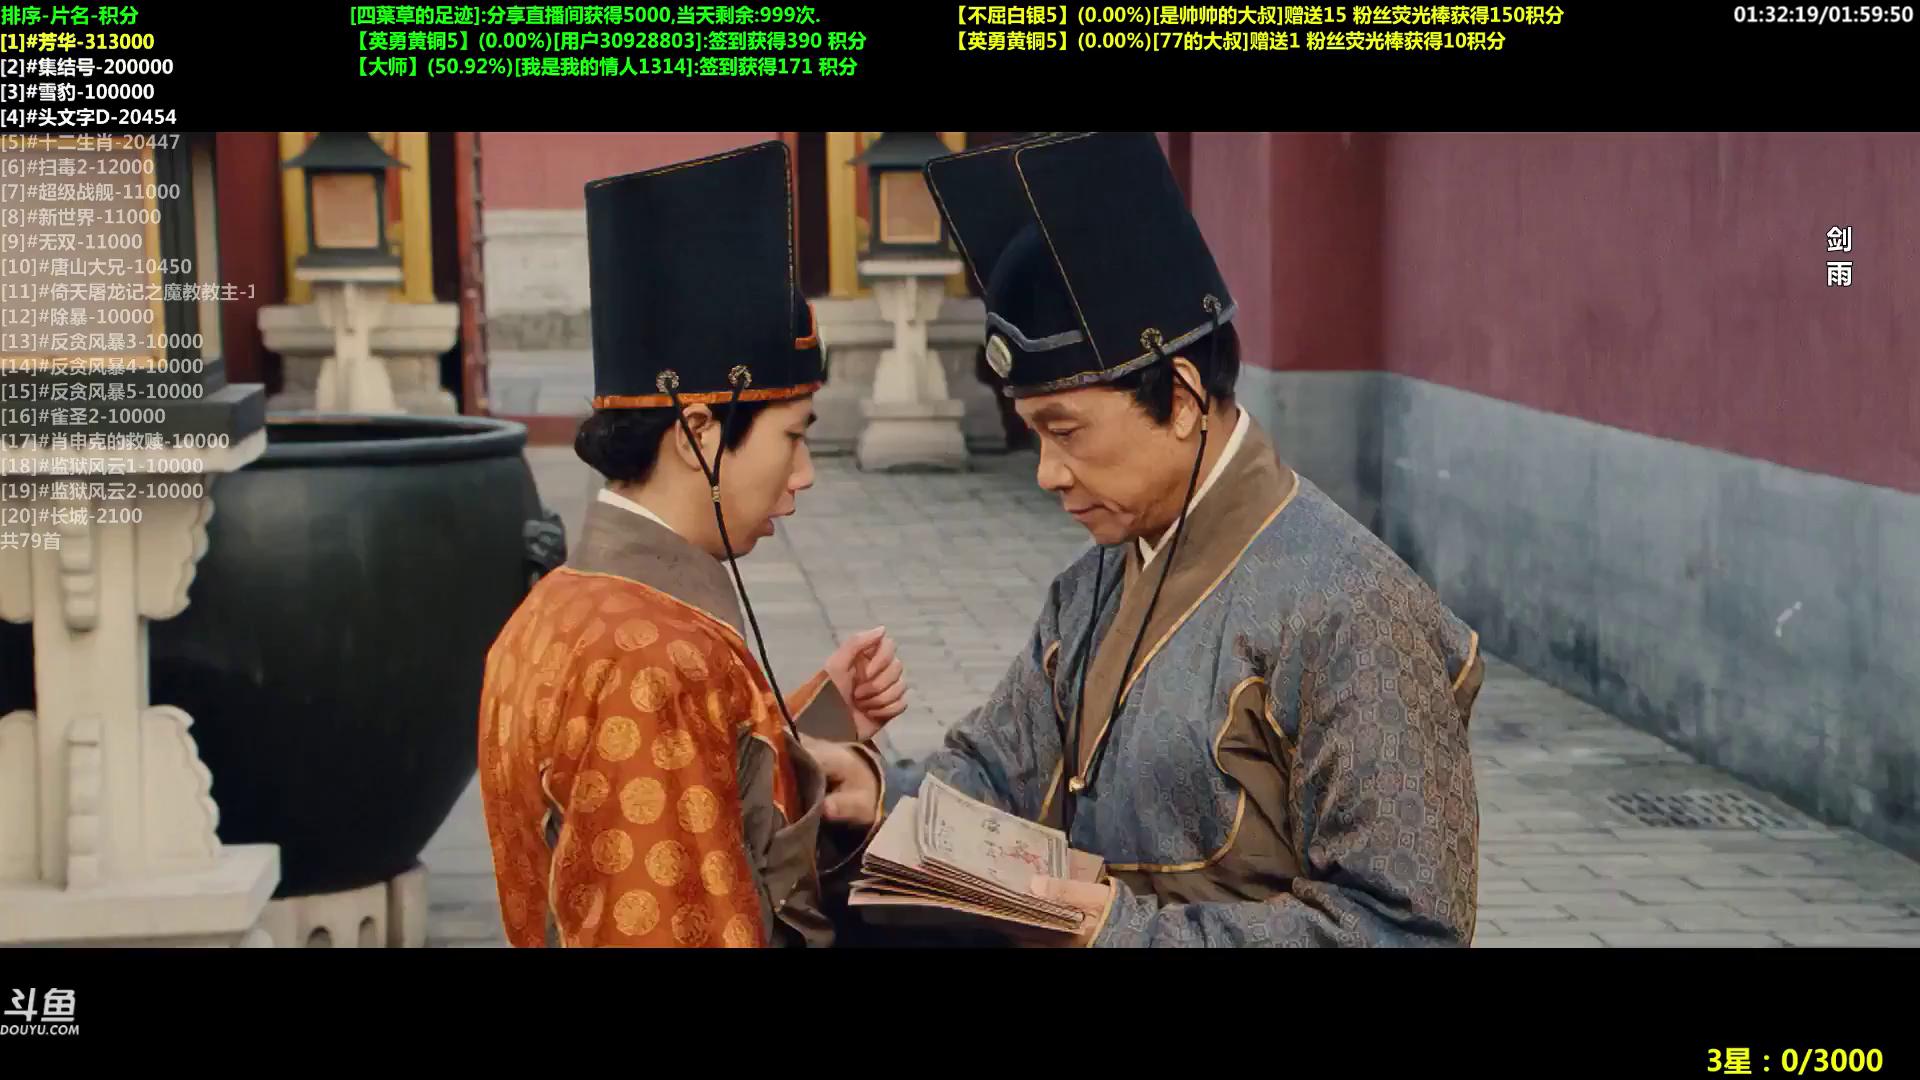 排序-片名-积分
[1]#芳华-313000
[2]#集结号-200000
[3]#雪豹-100000
[4]#头文字D-20454
[5]#十二生肖-20447
[6]#扫毒2-12000
[7]#超级战舰-11000
[8]#新世界-11000
[9]#无双-11000
[10]#唐山大兄-10450
[11]#倚天屠龙记之魔教教主-1
[12]#除暴-10000
[13]#反贪风暴3-10000
[14]#反贪风暴4-10000
[15]#反贪风暴5-10000
[16]#雀圣2-10000
[17]#肖申克的救赎-10000
[18]#监狱风云1-10000
[19]#监狱风云2-10000
[20]#长城-2100
共79首
[四葉草的足迹]:分享直播间获得5000,当天剩余:999次.
【英勇黄铜5】(0.00%)[用户30928803]:签到获得390 积分
【大师】(50.92%)[我是我的情人1314]:签到获得171 积分
【不屈白银5】(0.00%)[是帅帅的大叔]赠送15 粉丝荧光棒获得150积分
【英勇黄铜5】(0.00%)[77的大叔]赠送1 粉丝荧光棒获得10积分
01:32:19/01:59:50
剑雨
斗鱼
DOUYU.COM
3星：0/3000